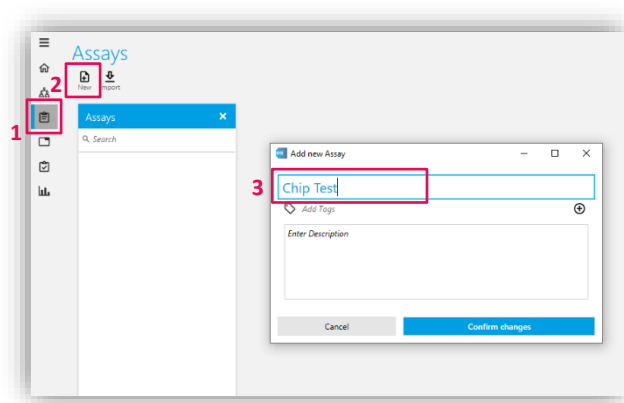 Assays
2
New Import
1
Assays
Search
Add new Assay
3
Chip Test
Add Tags
Enter Description
Cancel
Confirm changes